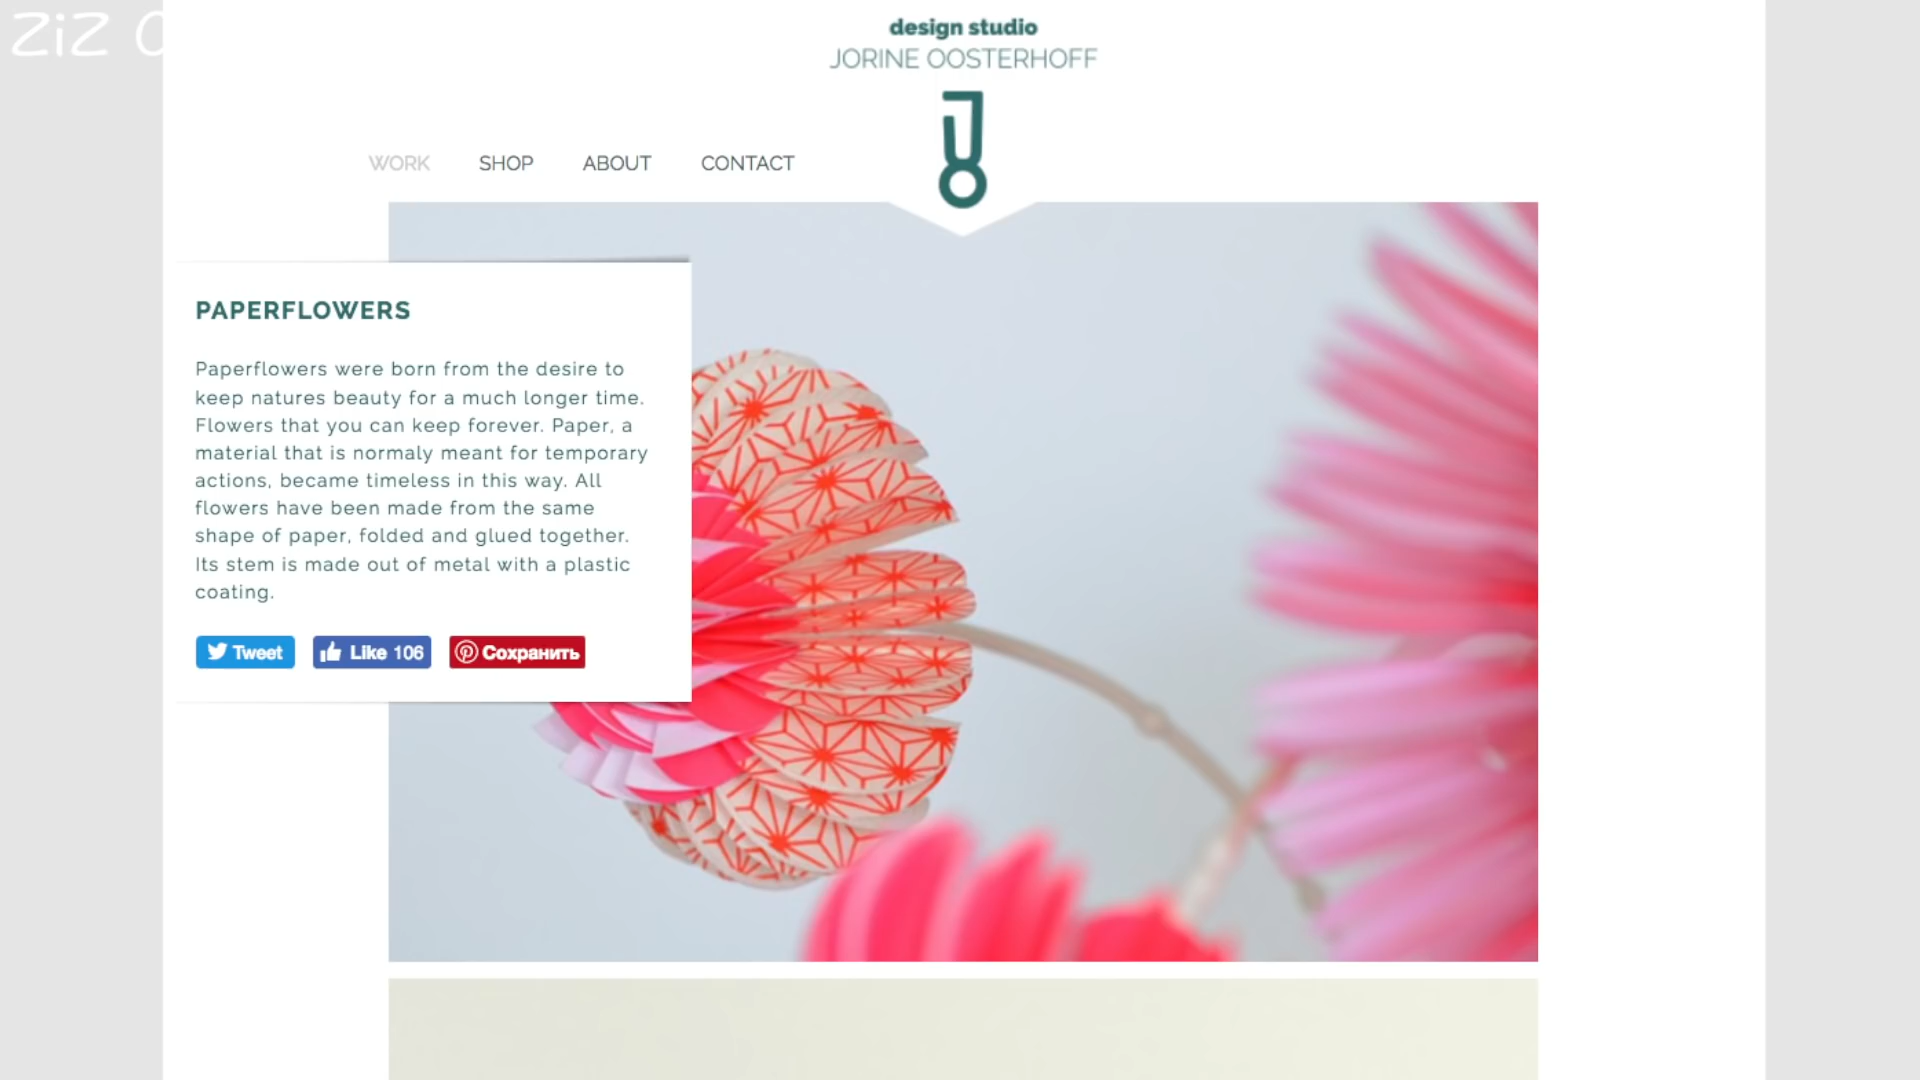 design studio
JORINE OOSTERHOFF
WORK SHOP ABOUT CONTACT
PAPERFLOWERS
Paperflowers were born from the desire to
keep natures beauty for a much longer time.
Flowers that you can keep forever. Paper, a
material that is normaly meant for temporary
actions, became timeless in this way. All
flowers have been made from the same
shape of paper, folded and glued together.
Its stem is made out of metal with a plastic
coating.
Tweet Like 106 Сохранить